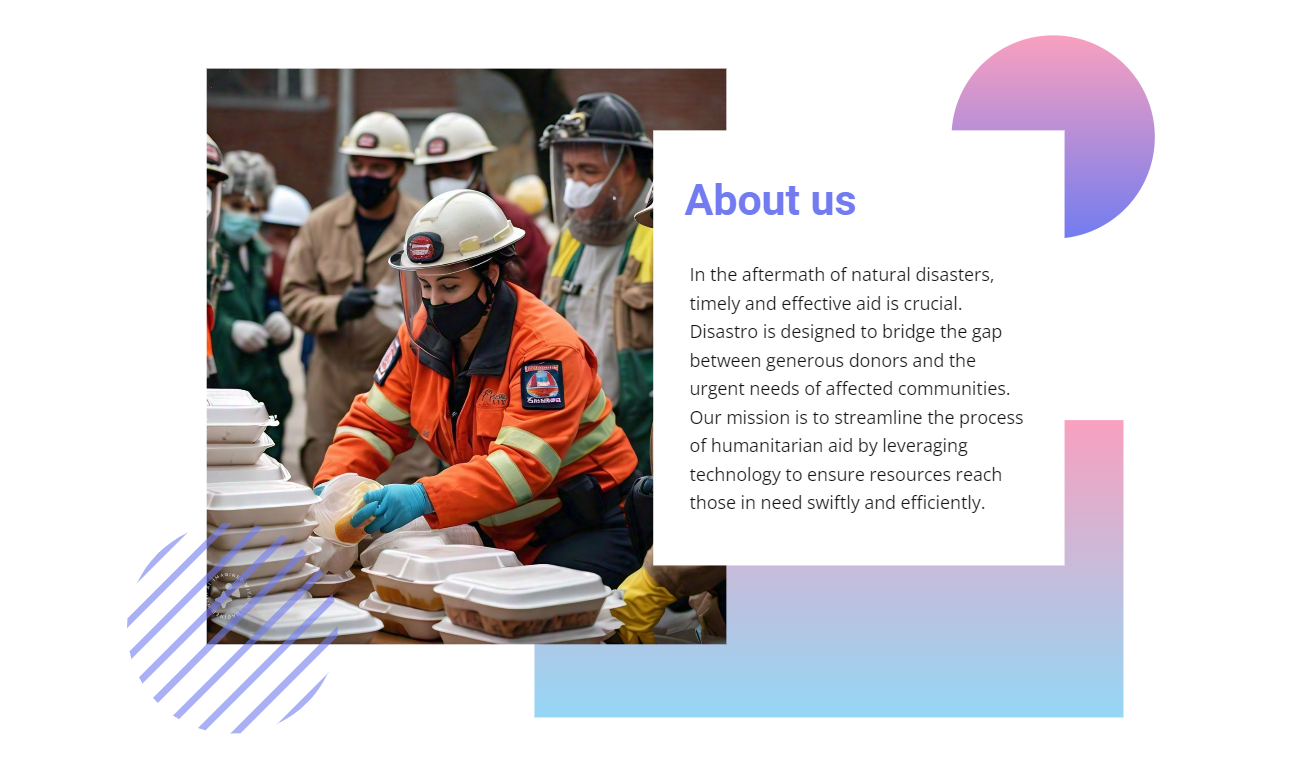 About us
In the aftermath of natural disasters,
timely and effective aid is crucial.
Disastro is designed to bridge the gap
between generous donors and the
urgent needs of affected communities.
Our mission is to streamline the process
of humanitarian aid by leveraging
technology to ensure resources reach
those in need swiftly and efficiently.